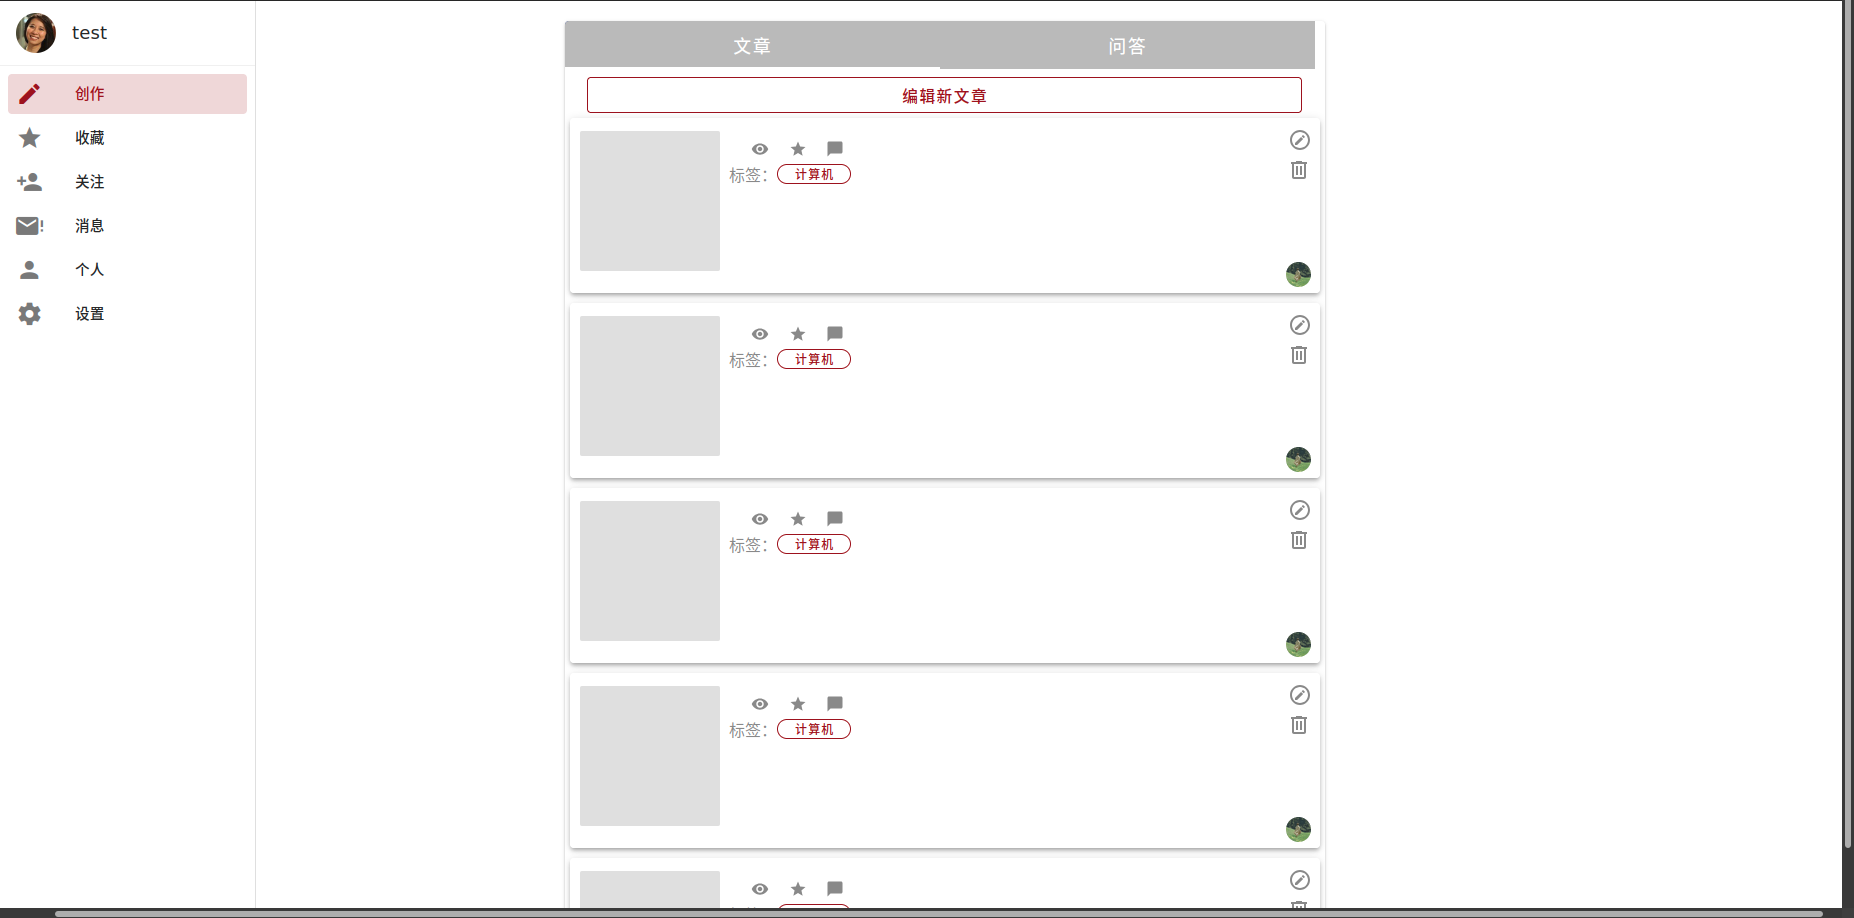 test
创作
收藏
关注
消息
个人
设置
文章
问答
编辑新文章
标签：
计算机
标签：
计算机
标签：
计算机
标签：
计算机